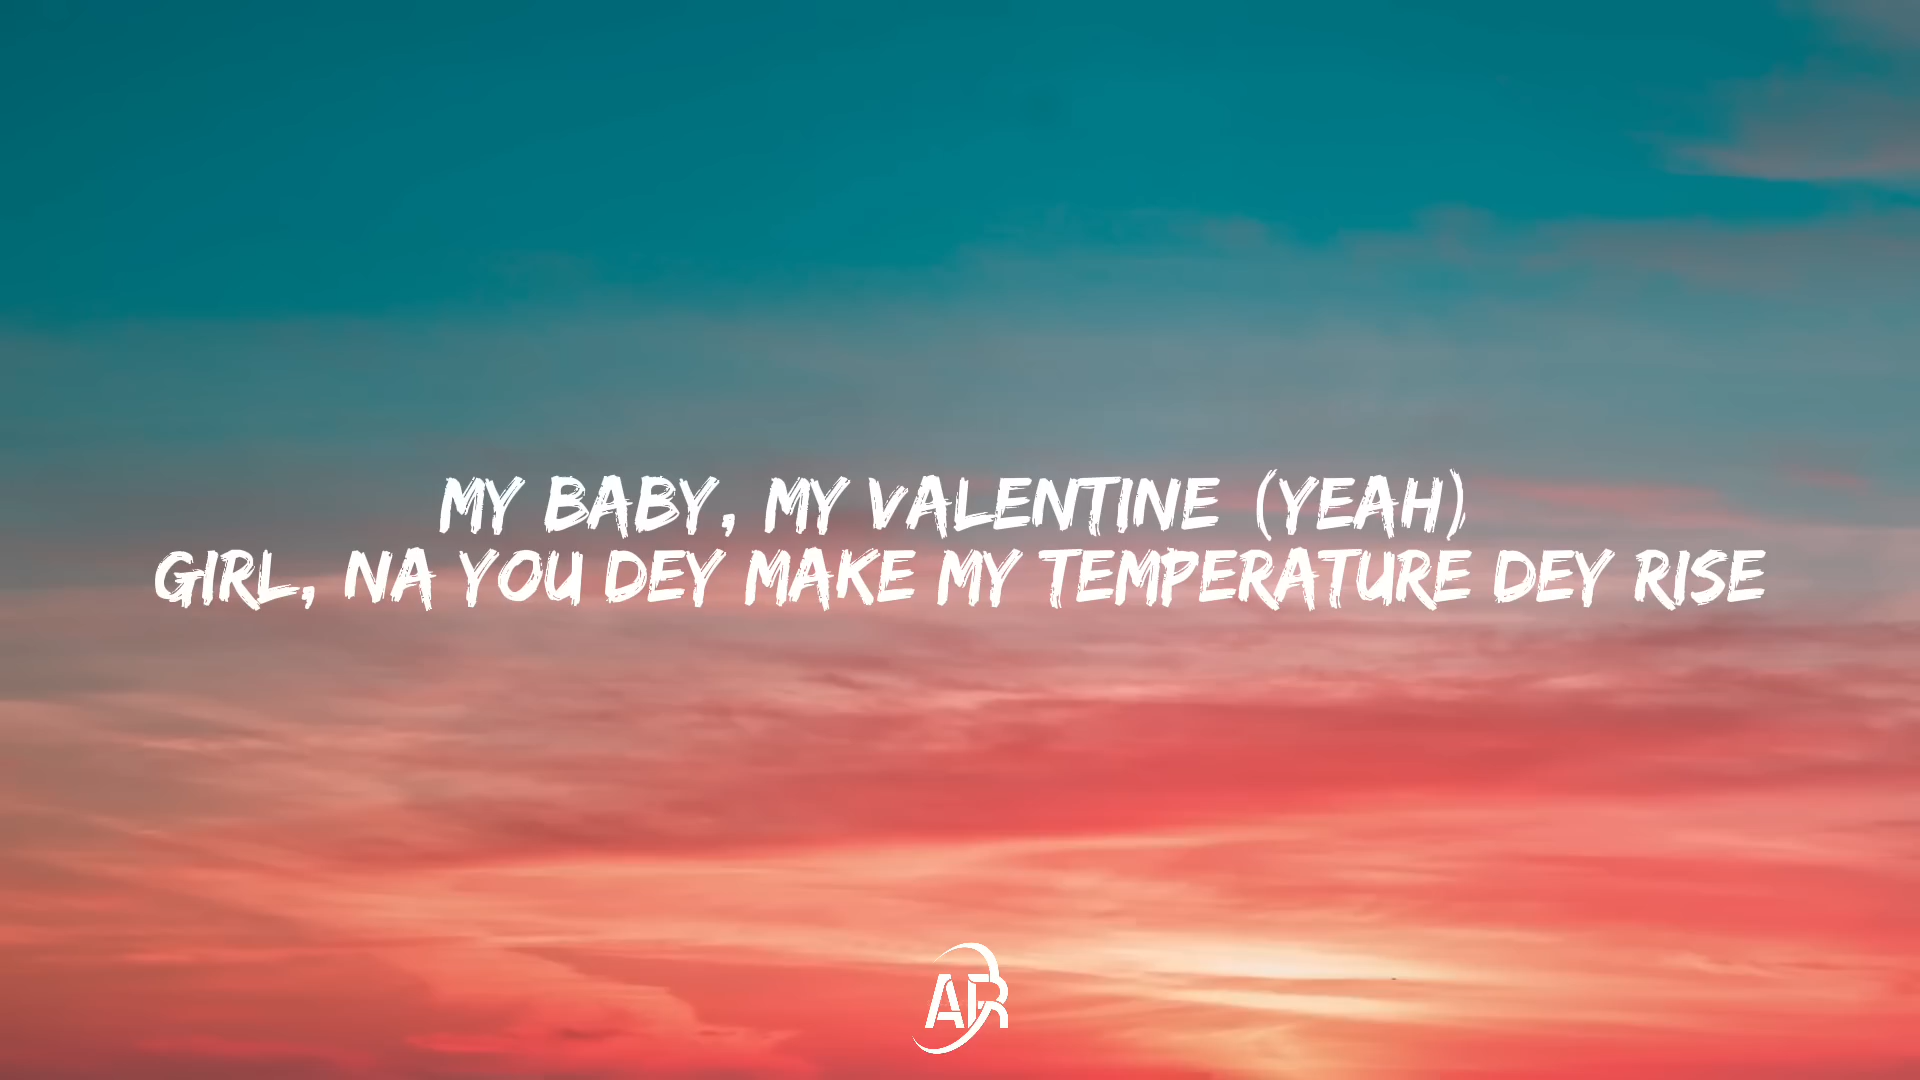 MY BABY, MY VALENTINE (YEAH)
GIRL, NA YOU DEY MAKE MY TEMPERATURE DEY RISE
AR